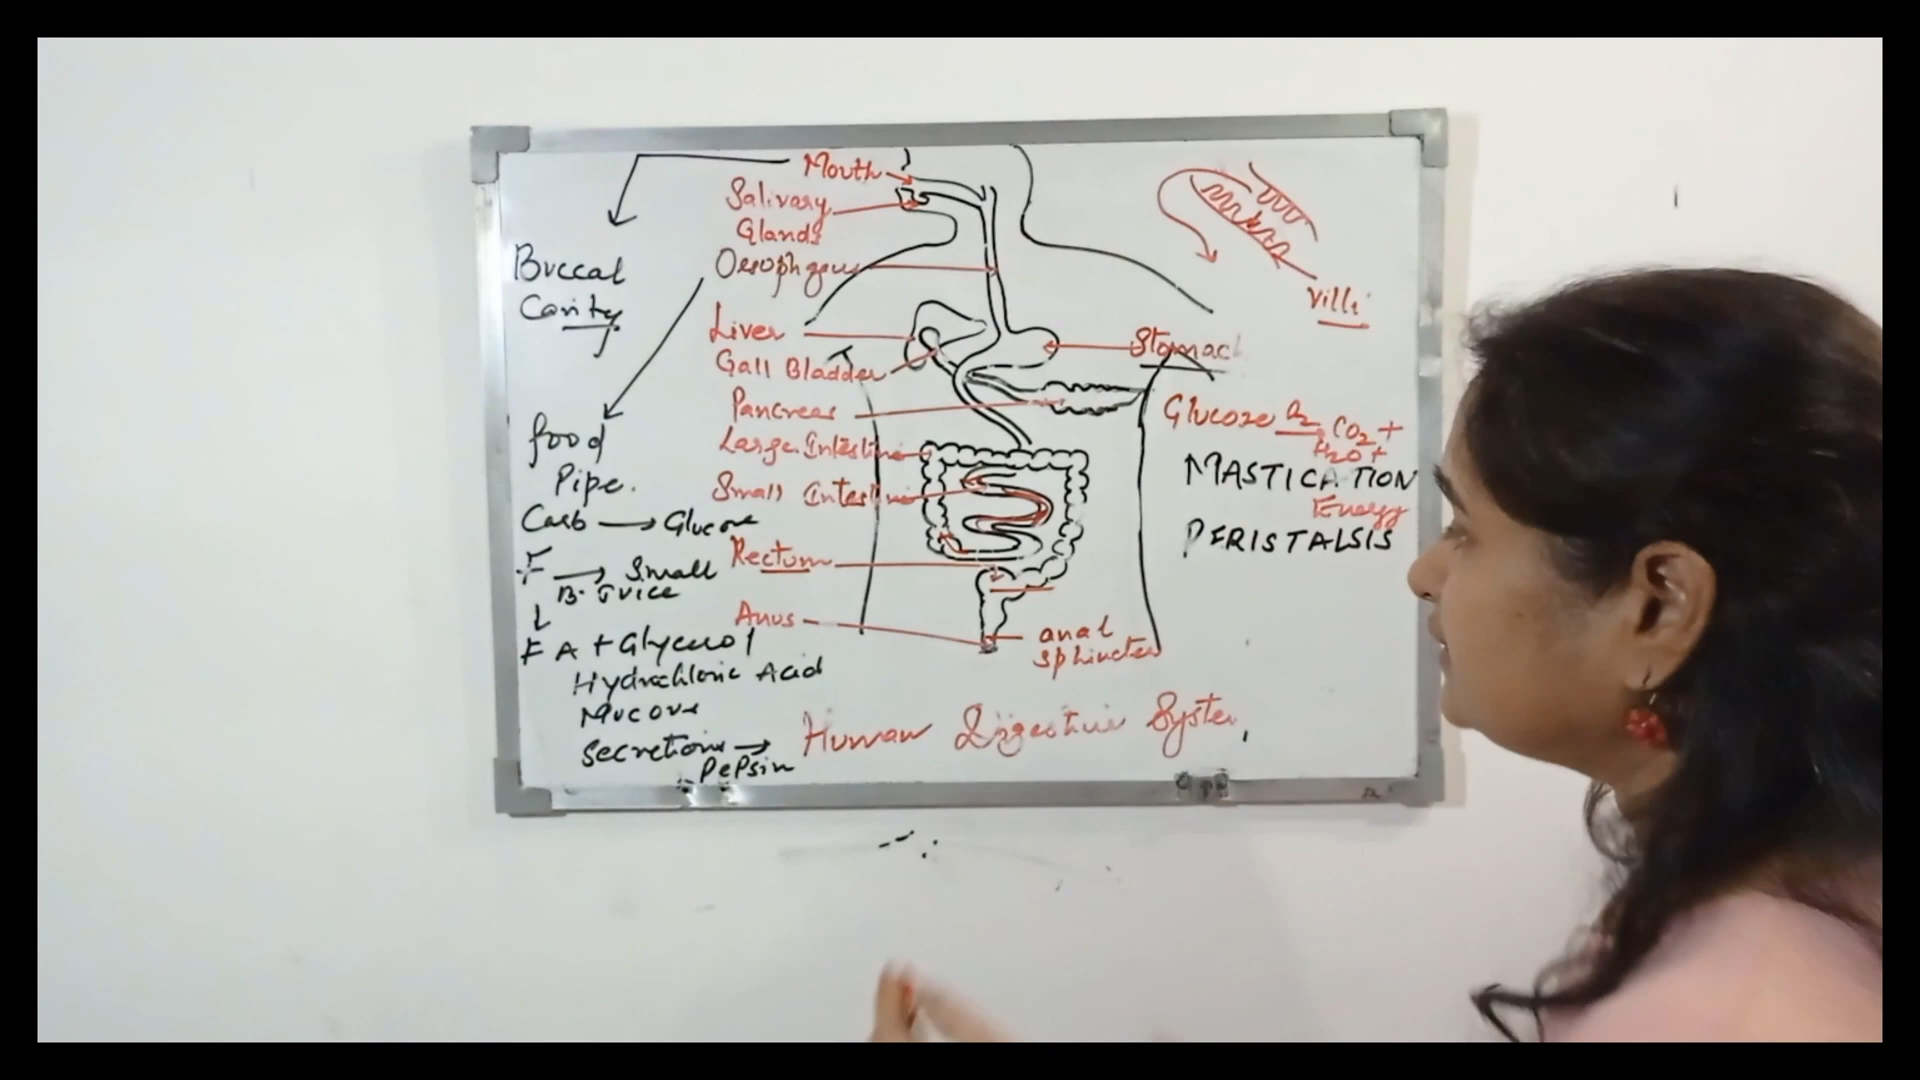 Mouth
Salivary
Glands
Oesophgaus
Buccal
Cavity
Liver
Gall Bladder
Pancreas
Large Intestine
Small Intestine
Rectum
Anus
food
Pipe.
Carb → Glucose
F → Small
B. Juice
↓
F A + Glycerol
Hydrochloric Acid
Mucous
Secretions →
Pepsin
Villi
Stomach
Glucose O2 → CO2 +
H2O +
MASTICATION
Energy
PERISTALSIS
anal
sphincter
Human Digestive System